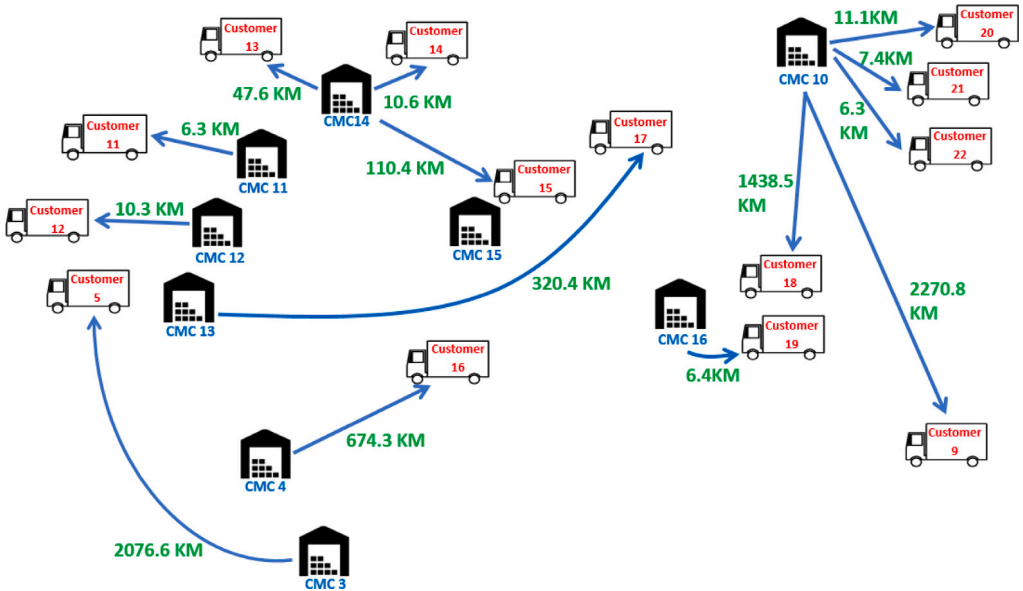 Customer
13
Customer
14
11.1KM
Customer
20
CMC 10
7.4KM
Customer
21
47.6 KM
10.6 KM
CMC14
6.3
KM
Customer
22
Customer
11
6.3 KM
CMC 11
110.4 KM
Customer
17
Customer
15
1438.5
KM
Customer
12
10.3 KM
CMC 12
CMC 15
Customer
5
CMC 13
320.4 KM
Customer
18
2270.8
KM
CMC 16
Customer
19
6.4KM
Customer
16
674.3 KM
CMC 4
Customer
9
2076.6 KM
CMC 3